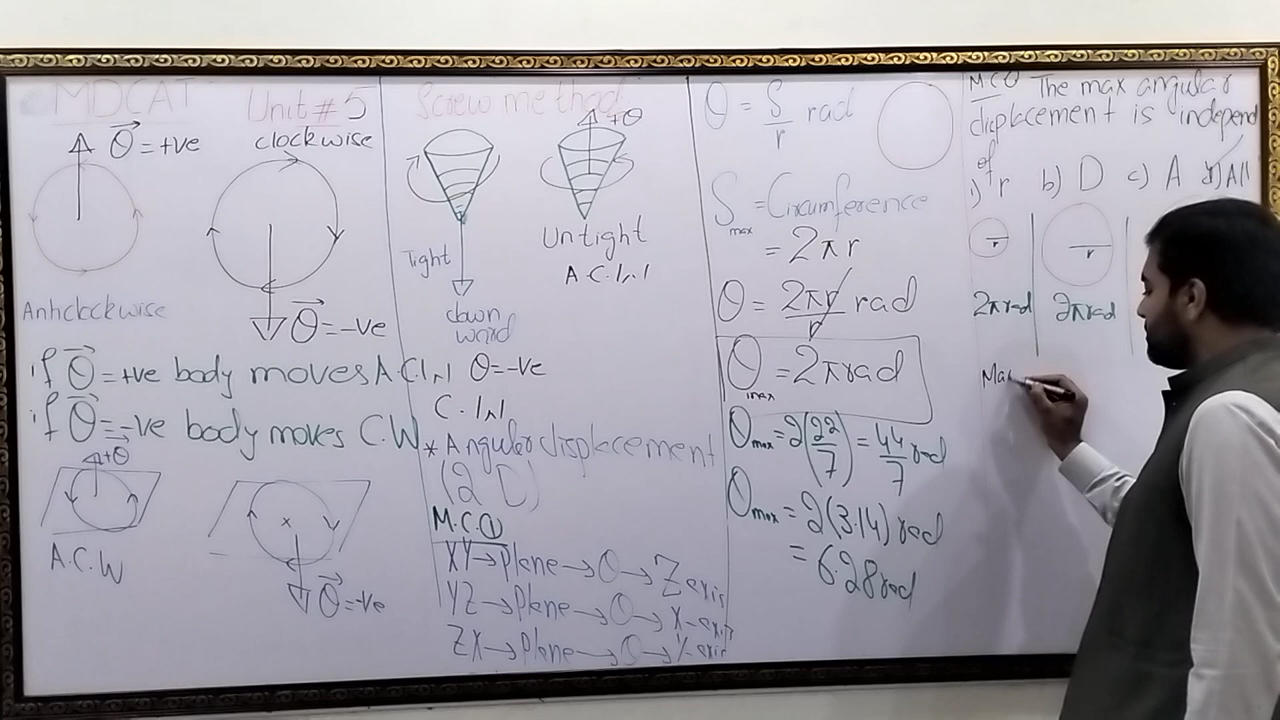 MDCAT Unit # 5
θ = +ve
clockwise
Anticlockwise
θ = -ve
if θ = +ve body moves A.C.W
if θ = -ve body moves C.W
+θ
A.C.W
θ = -ve
Screw method
+θ
Tight
Untight
A.C.W
down
ward
θ = -ve
C.W
* Angular displacement
(2D)
M.C.Q
XY → Plane → θ → Z axis
YZ → Plane → θ → X-axis
ZX → Plane → θ → Y-axis
θ = S/r rad
S max = Circumference
= 2πr
θ = 2πr/r rad
θ max = 2π rad
θ max = 2(22/7) = 44/7 rad
θ max = 2(3.14) rad
= 6.28 rad
MCQ The max angular
displacement is independ
of
r b) D c) A d) All
r r
2π rad 2π rad
Max